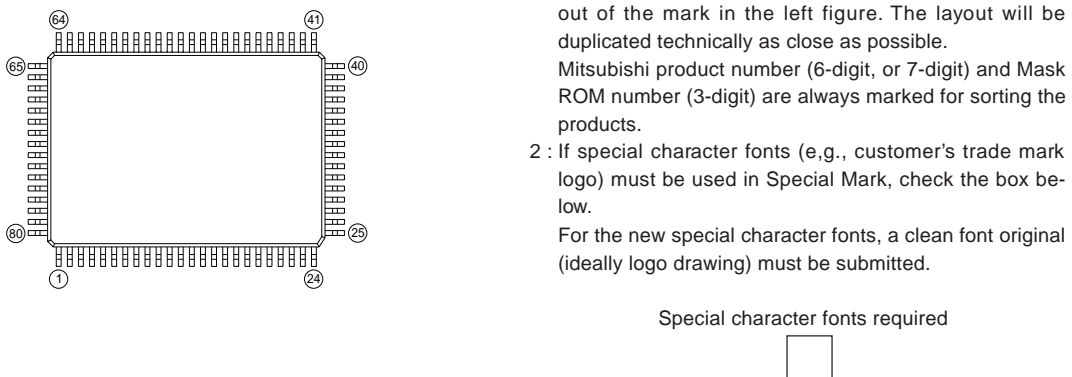 64 41
65 40
80 25
1 24
out of the mark in the left figure. The layout will be
duplicated technically as close as possible.
Mitsubishi product number (6-digit, or 7-digit) and Mask
ROM number (3-digit) are always marked for sorting the
products.
2 : If special character fonts (e,g., customer's trade mark
logo) must be used in Special Mark, check the box be-
low.
For the new special character fonts, a clean font original
(ideally logo drawing) must be submitted.
Special character fonts required